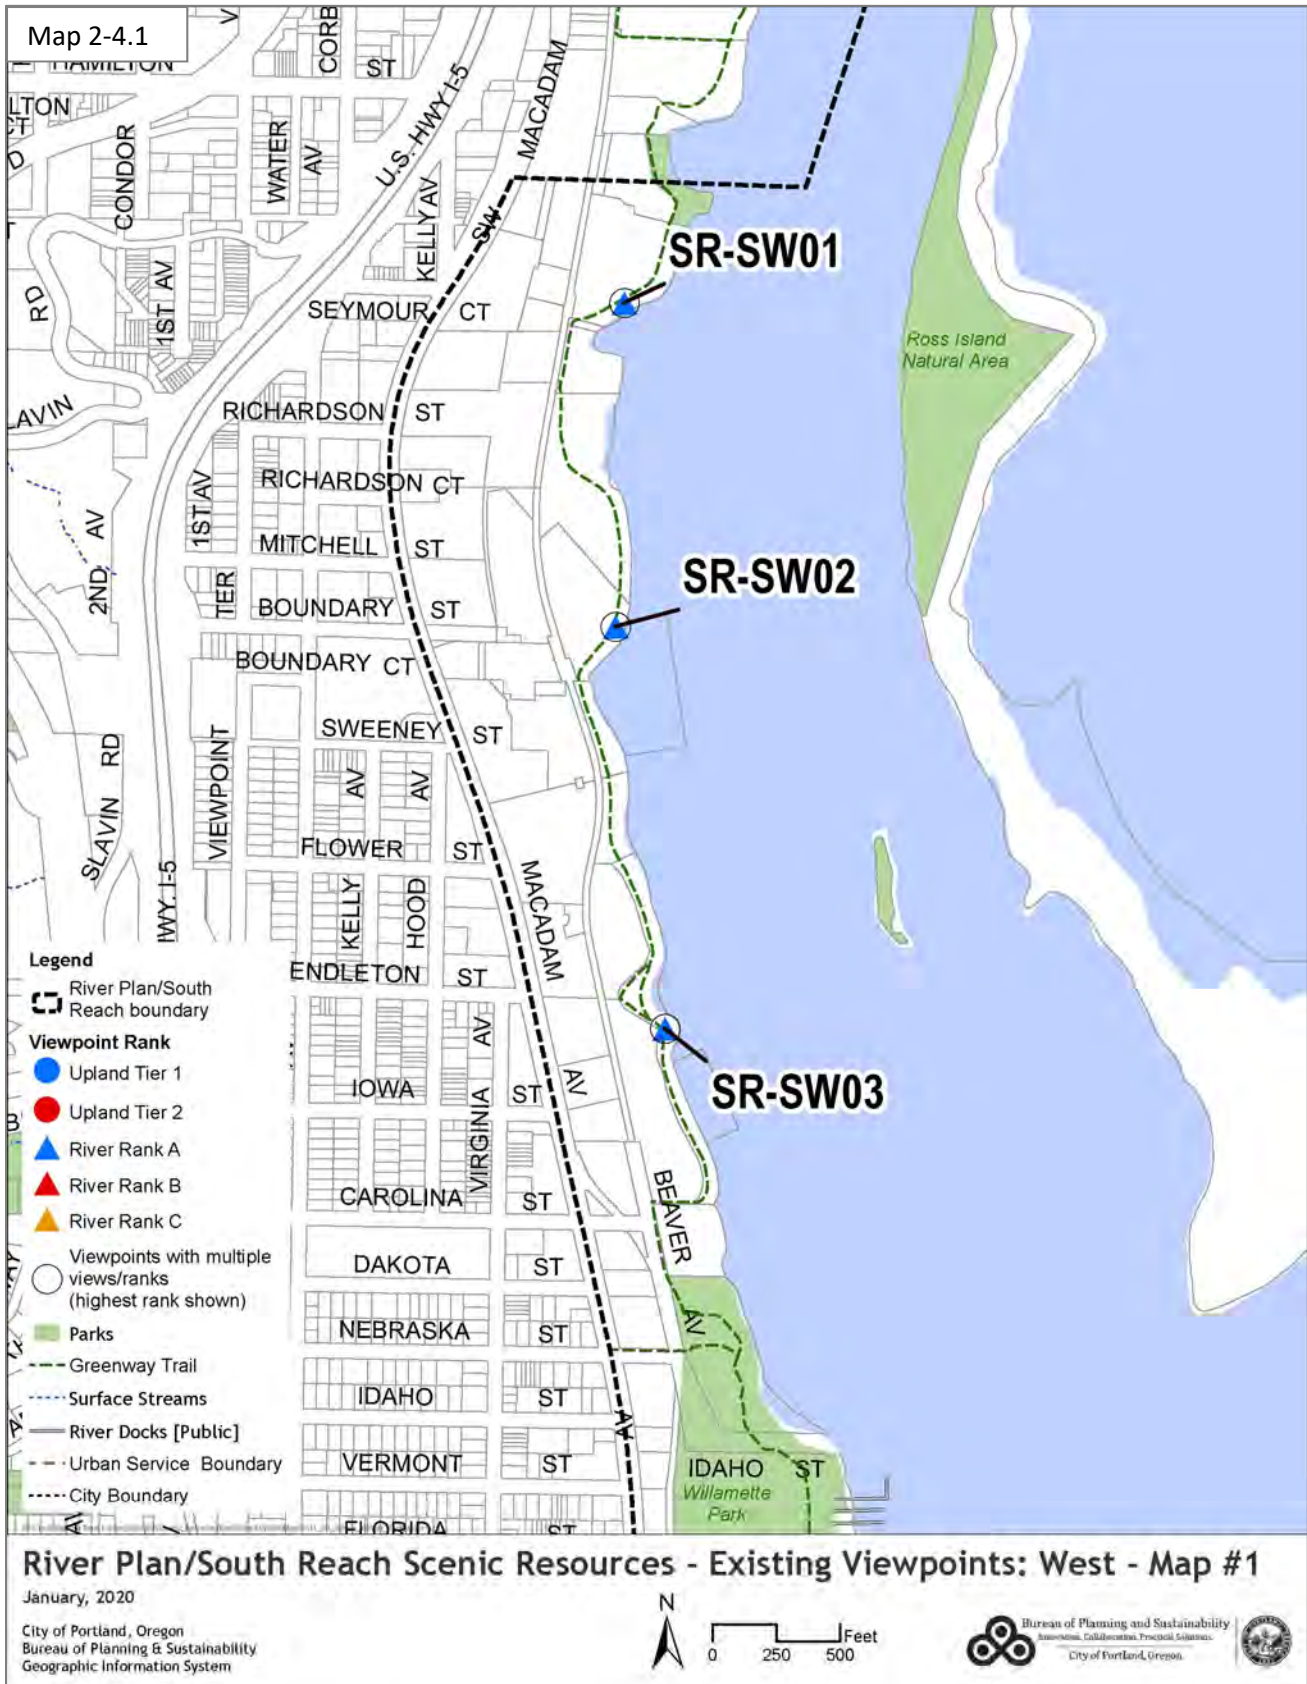 Map 2-4.1
HAMILTON
CORB
ST
LTON
CT
D
CONDOR
WATER
AV
U.S. HWY I-5
MACADAM
KELLY AV
SW
SR-SW01
1ST AV
RD
SEYMOUR CT
Ross Island
Natural Area
LAVIN
RICHARDSON ST
1ST AV
RICHARDSON CT
2ND AV
MITCHELL ST
SR-SW02
TER
BOUNDARY ST
BOUNDARY CT
SLAVIN RD
VIEWPOINT
SWEENEY ST
AV
AV
FLOWER ST
HWY. I-5
KELLY
HOOD
MACADAM
ENDLETON ST
AV
IOWA ST
AV
SR-SW03
VIRGINIA
CAROLINA ST
BEAVER
DAKOTA ST
AV
NEBRASKA ST
IDAHO ST
AV
VERMONT ST
IDAHO ST
Willamette
Park
FLORIDA ST
AV
Legend
River Plan/South
Reach boundary
Viewpoint Rank
Upland Tier 1
Upland Tier 2
River Rank A
River Rank B
River Rank C
Viewpoints with multiple
views/ranks
(highest rank shown)
Parks
Greenway Trail
Surface Streams
River Docks [Public]
Urban Service Boundary
City Boundary
River Plan/South Reach Scenic Resources - Existing Viewpoints: West - Map #1
January, 2020
City of Portland, Oregon
Bureau of Planning & Sustainability
Geographic Information System
N
Feet
0 250 500
Bureau of Planning and Sustainability
Innovation. Collaboration. Practical Solutions.
City of Portland, Oregon